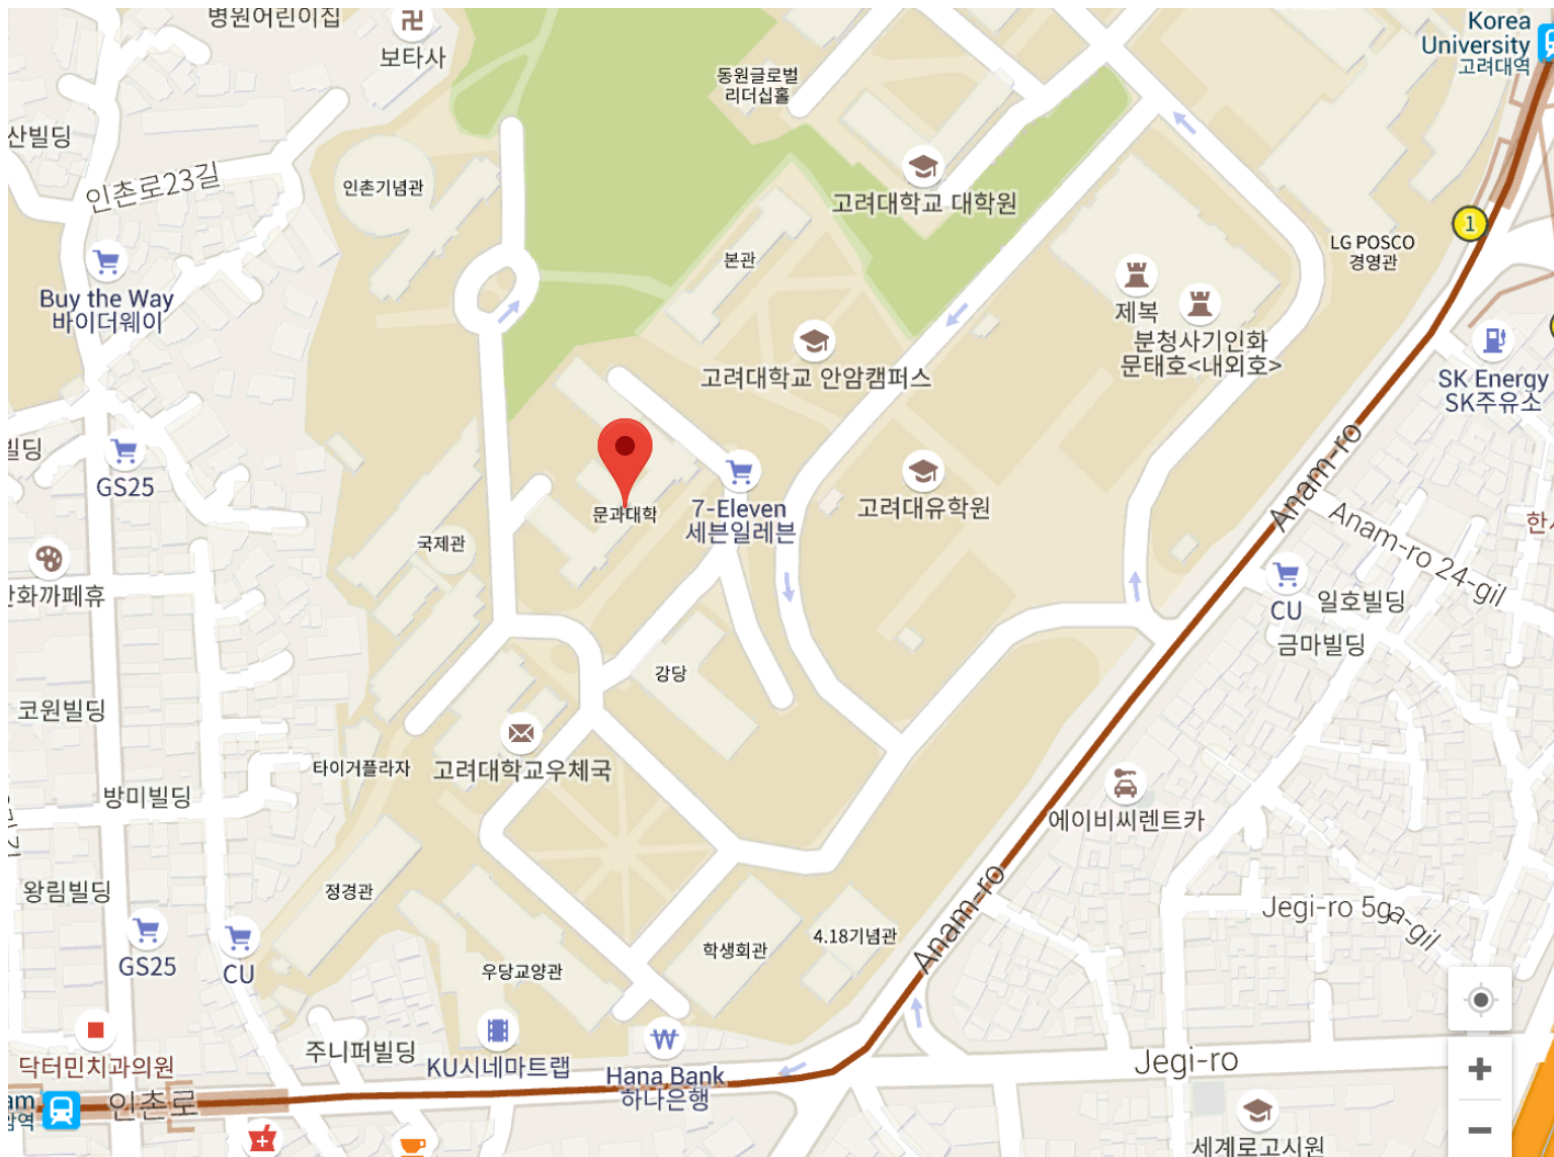 병원어린이집
보타사
Korea
University
고려대역
동원글로벌
리더십홀
산빌딩
인촌로23길
인촌기념관
고려대학교 대학원
본관
LG POSCO
경영관
1
Buy the Way
바이더웨이
제복
분청사기인화
문태호<내외호>
고려대학교 안암캠퍼스
SK Energy
SK주유소
빌딩
GS25
Anam-ro
7-Eleven
세븐일레븐
고려대유학원
문과대학
국제관
Anam-ro 24-gil
CU
일호빌딩
금마빌딩
강당
코원빌딩
타이거플라자
고려대학교우체국
방미빌딩
에이비씨렌트카
왕림빌딩
정경관
Anam-ro
Jegi-ro 5ga-gil
GS25
CU
우당교양관
학생회관
4.18기념관
닥터민치과의원
주니퍼빌딩
KU시네마트랩
Hana Bank
하나은행
Jegi-ro
인촌로
세계로고시원